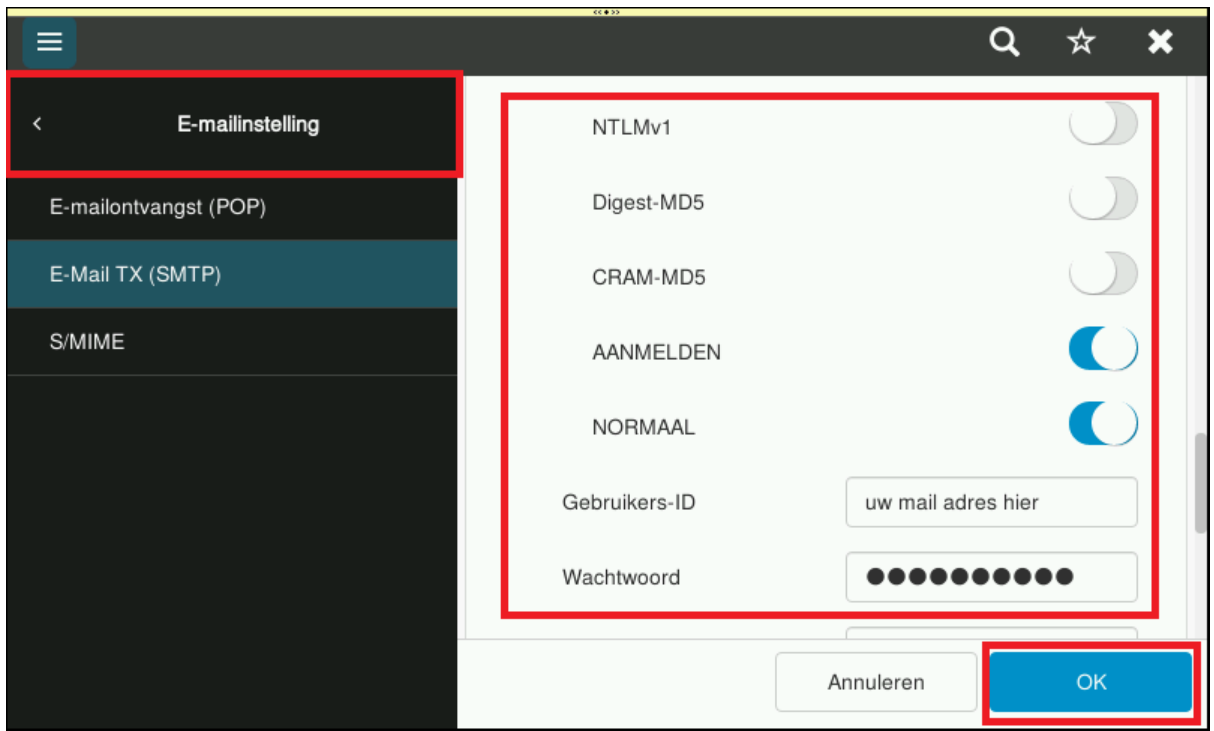 E-mailinstelling
E-mailontvangst (POP)
E-Mail TX (SMTP)
S/MIME
NTLMv1
Digest-MD5
CRAM-MD5
AANMELDEN
NORMAAL
Gebruikers-ID
uw mail adres hier
Wachtwoord
Annuleren
OK